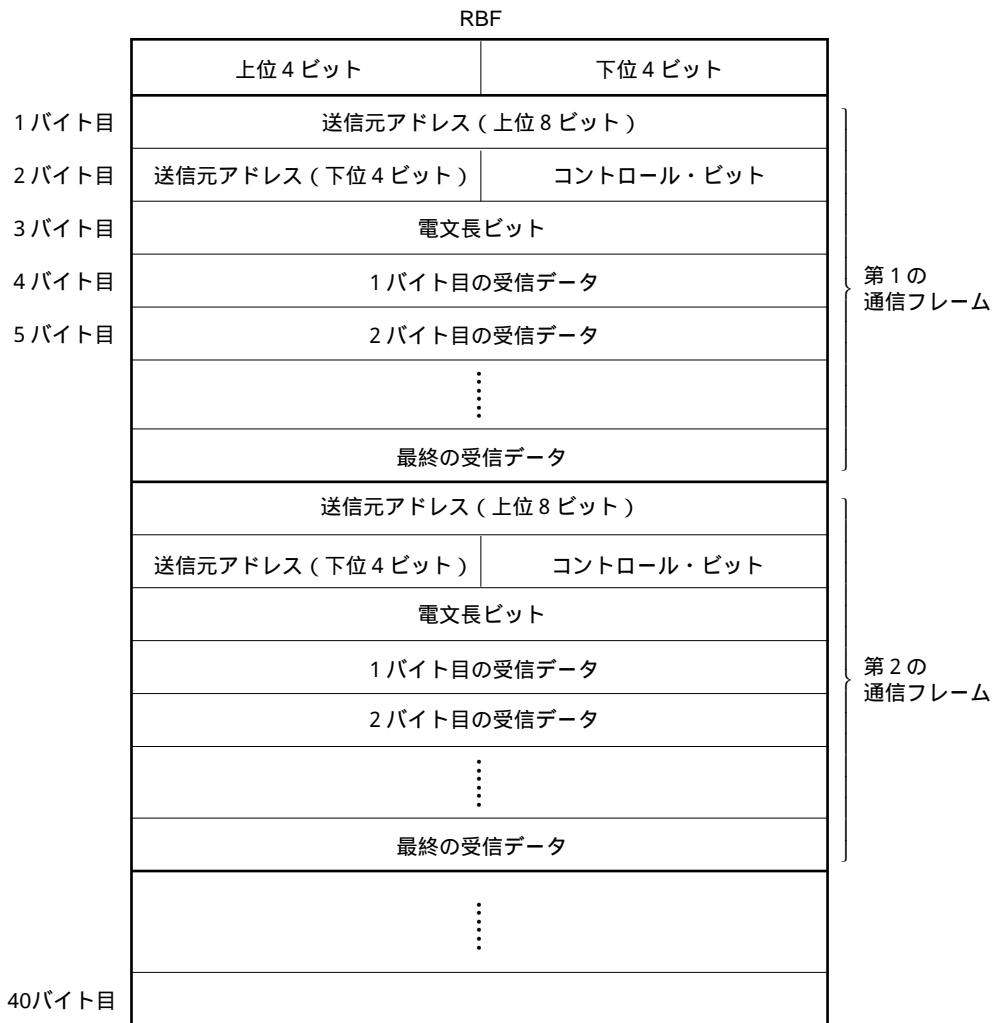 RBF
上位4ビット 下位4ビット
1バイト目 送信元アドレス(上位8ビット)
2バイト目 送信元アドレス(下位4ビット) コントロール・ビット
3バイト目 電文長ビット
4バイト目 1バイト目の受信データ
5バイト目 2バイト目の受信データ
最終の受信データ
第1の
通信フレーム
送信元アドレス(上位8ビット)
送信元アドレス(下位4ビット) コントロール・ビット
電文長ビット
1バイト目の受信データ
2バイト目の受信データ
最終の受信データ
第2の
通信フレーム
40バイト目